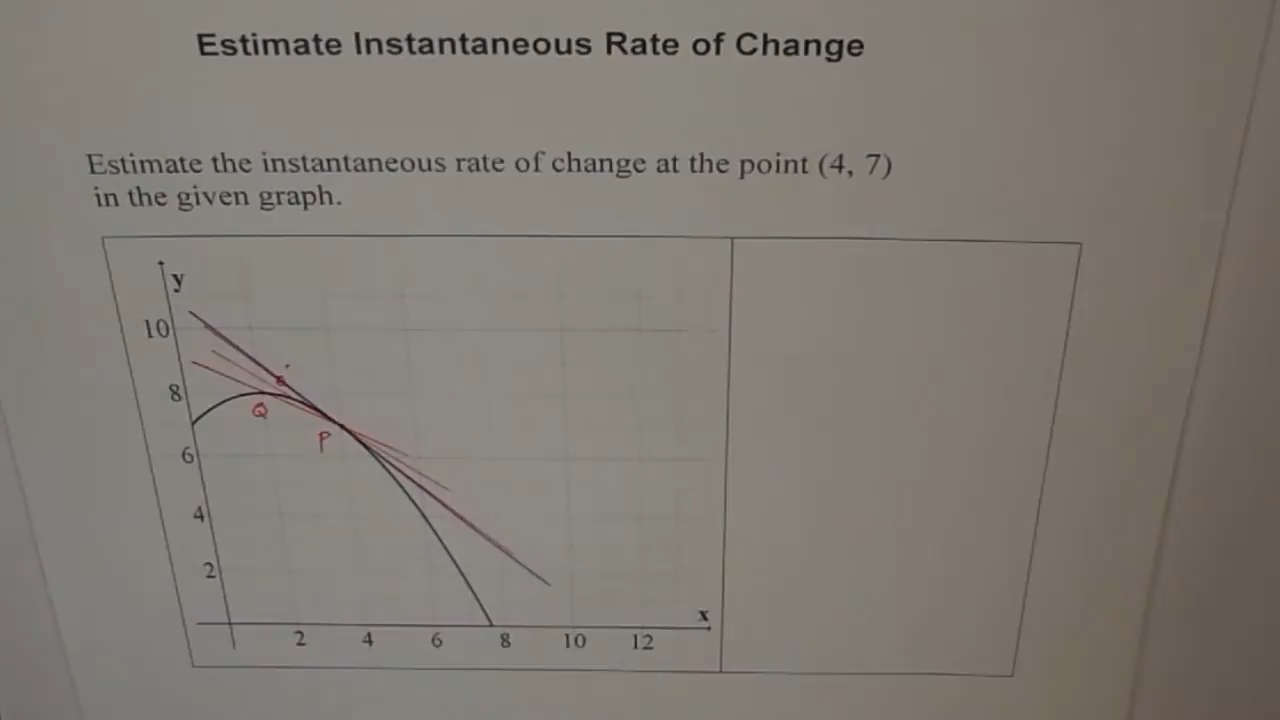 Estimate Instantaneous Rate of Change
Estimate the instantaneous rate of change at the point (4, 7)
in the given graph.
y
10
8
Q
P
6
4
2
x
2 4 6 8 10 12